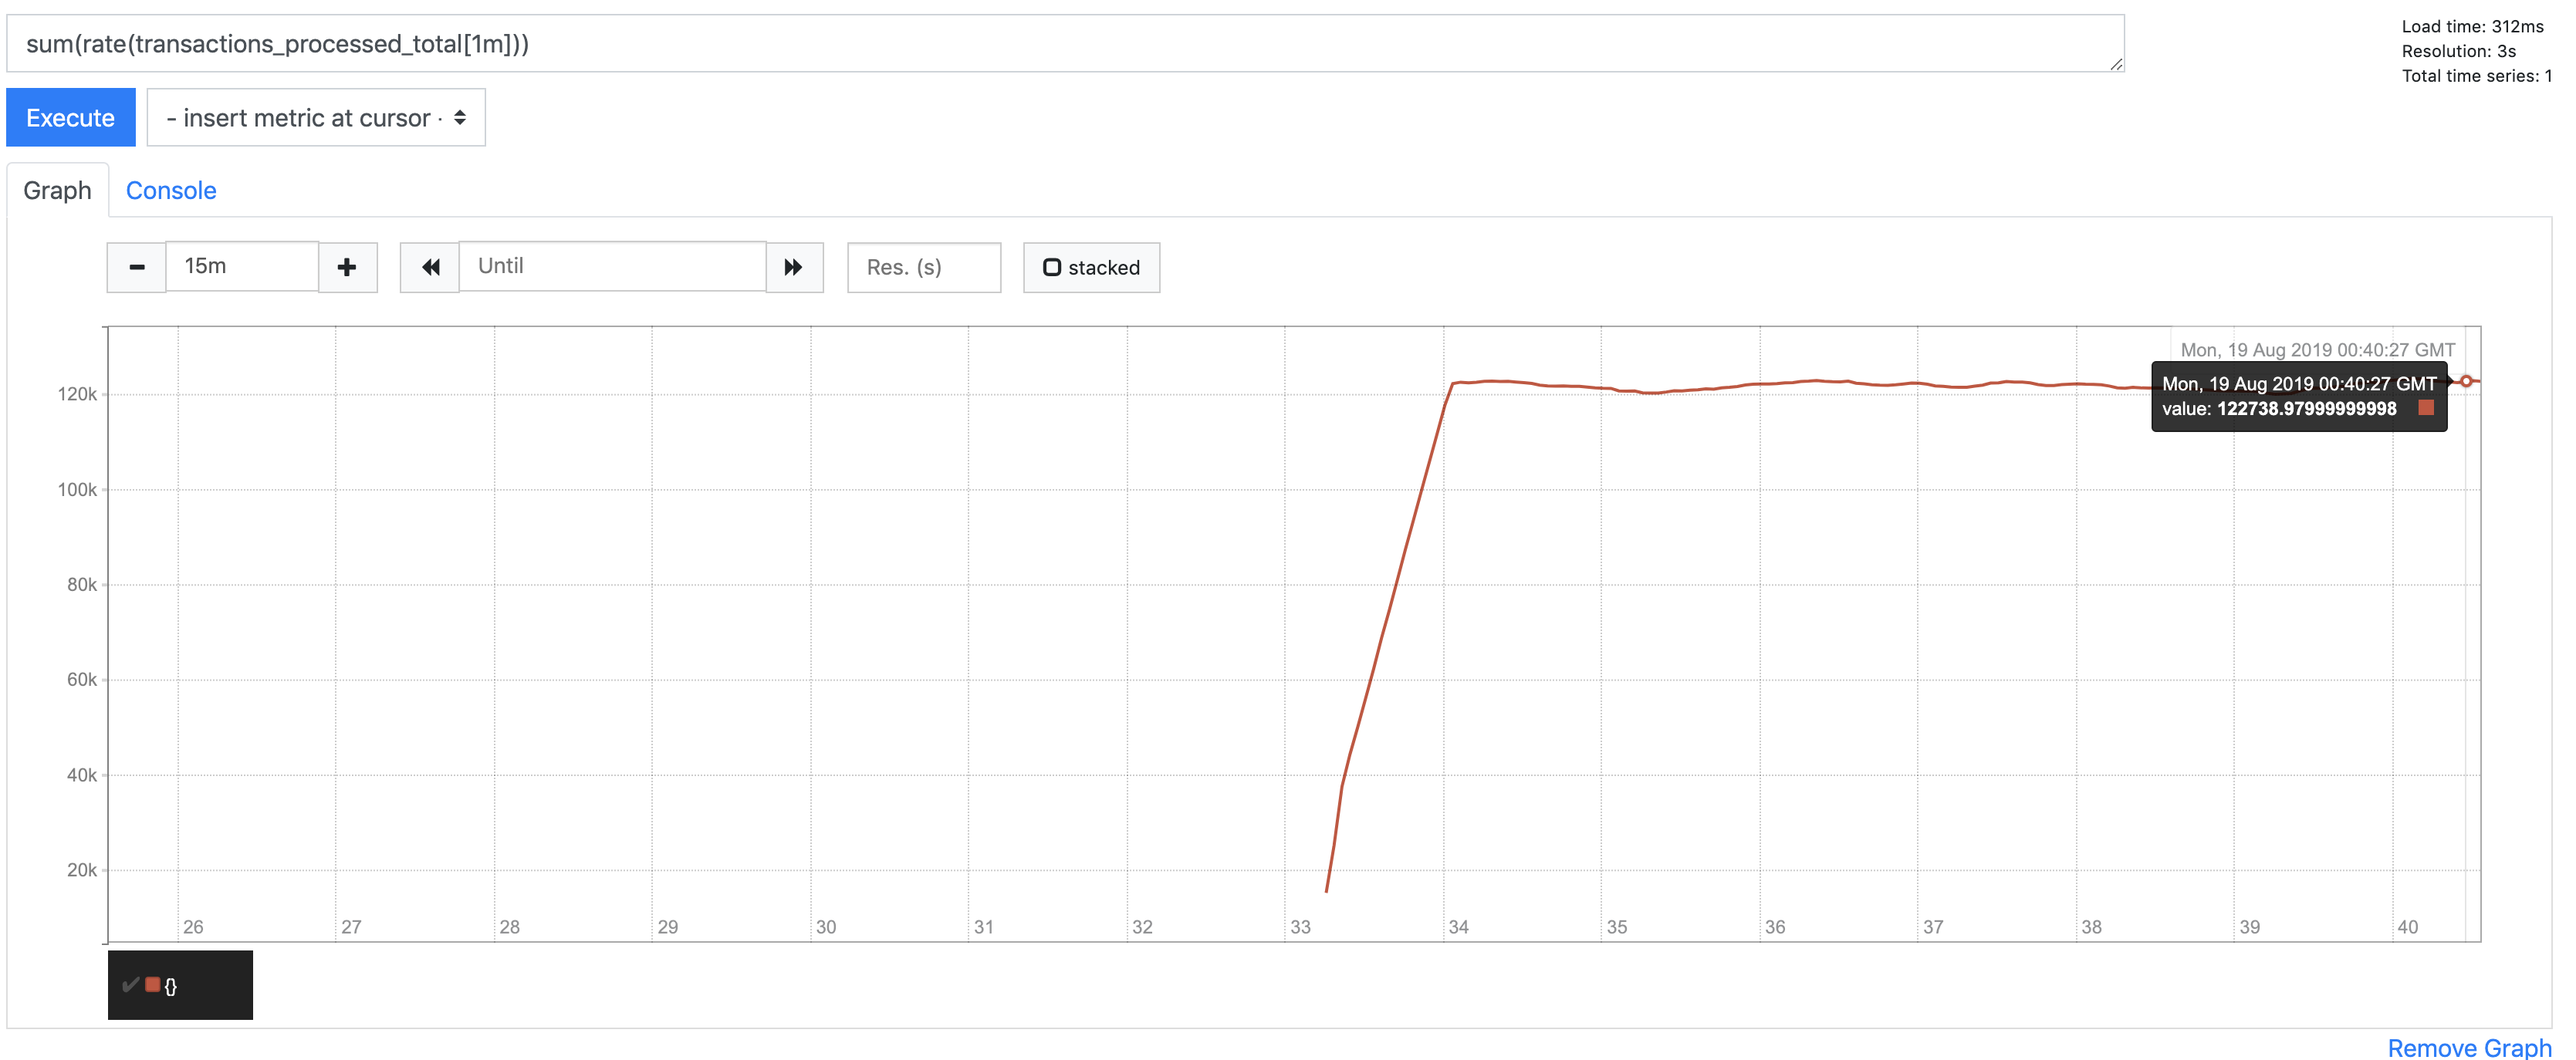 sum(rate(transactions_processed_total[1m]))
Load time: 312ms
Resolution: 3s
Total time series: 1
Execute
- insert metric at cursor -
Graph
Console
15m
Until
Res. (s)
stacked
Mon, 19 Aug 2019 00:40:27 GMT
Mon, 19 Aug 2019 00:40:27 GMT
value: 122738.97999999998
120k
100k
80k
60k
40k
20k
26 27 28 29 30 31 32 33 34 35 36 37 38 39 40
{}
Remove Graph